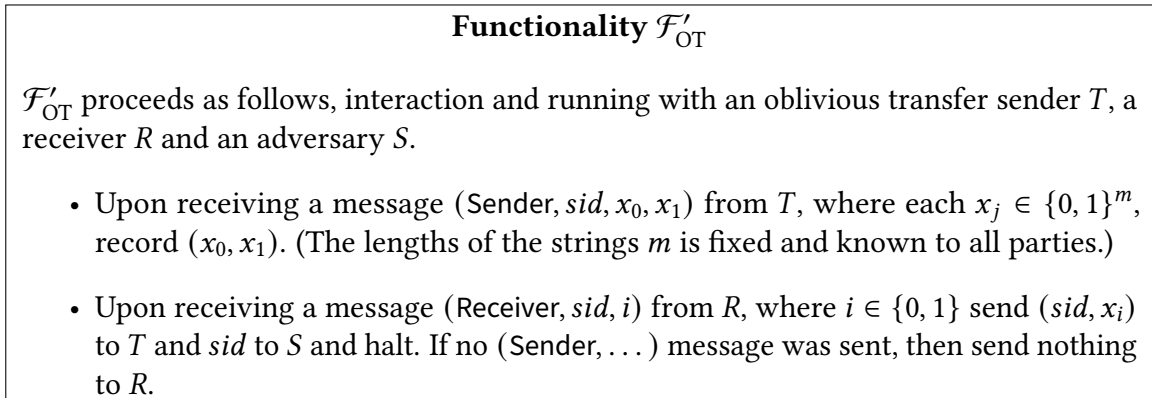 Functionality ℱ′OT
ℱ′OT proceeds as follows, interaction and running with an oblivious transfer sender T, a
receiver R and an adversary S.
• Upon receiving a message (Sender, sid, x₀, x₁) from T, where each xⱼ ∈ {0, 1}ᵐ,
record (x₀, x₁). (The lengths of the strings m is fixed and known to all parties.)
• Upon receiving a message (Receiver, sid, i) from R, where i ∈ {0, 1} send (sid, xᵢ)
to T and sid to S and halt. If no (Sender, . . . ) message was sent, then send nothing
to R.